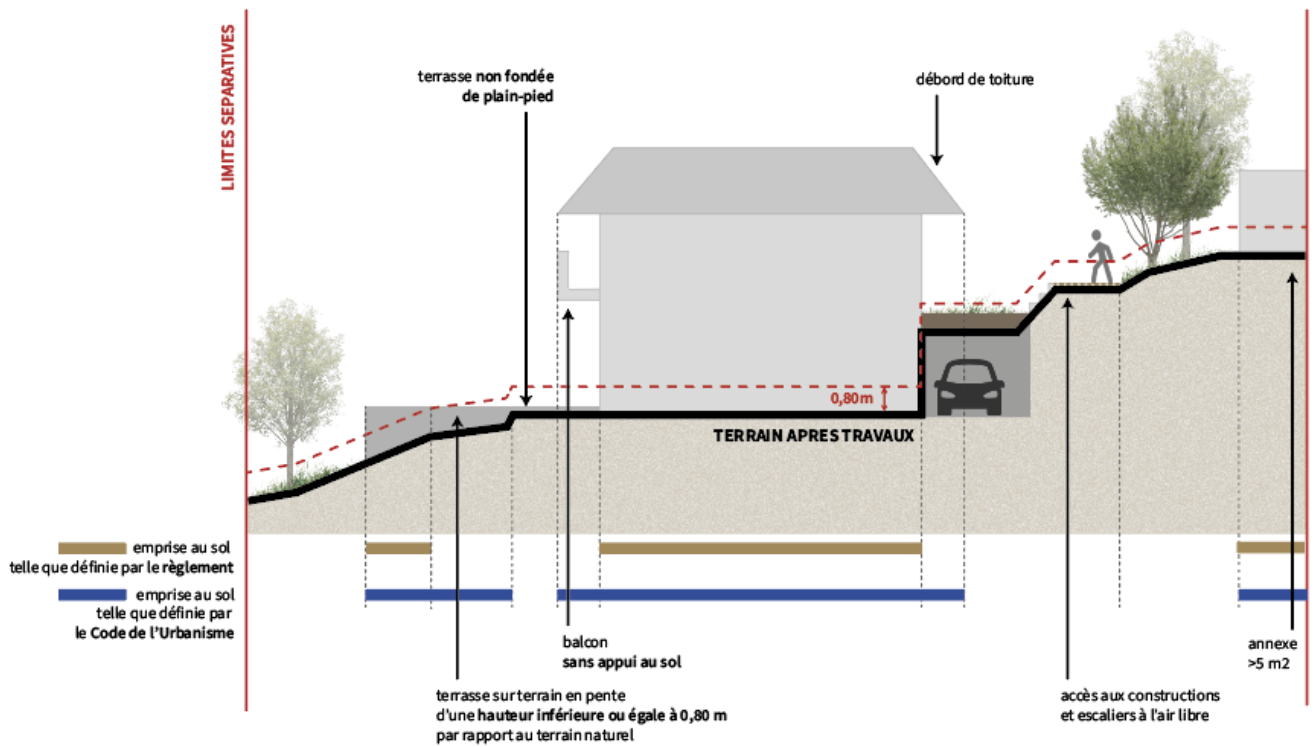 LIMITES SEPARATIVES
terrasse non fondée
de plain-pied
débord de toiture
0,80 m
TERRAIN APRES TRAVAUX
emprise au sol
telle que définie par le règlement
emprise au sol
telle que définie par
le Code de l'Urbanisme
balcon
sans appui au sol
annexe
>5 m2
terrasse sur terrain en pente
d'une hauteur inférieure ou égale à 0,80 m
par rapport au terrain naturel
accès aux constructions
et escaliers à l'air libre